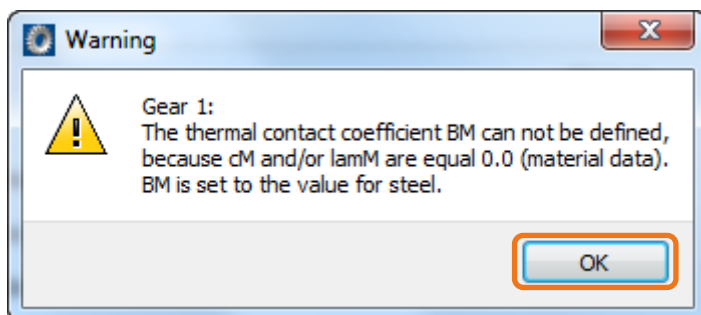 Warning
Gear 1:
The thermal contact coefficient BM can not be defined,
because cM and/or lamM are equal 0.0 (material data).
BM is set to the value for steel.
OK